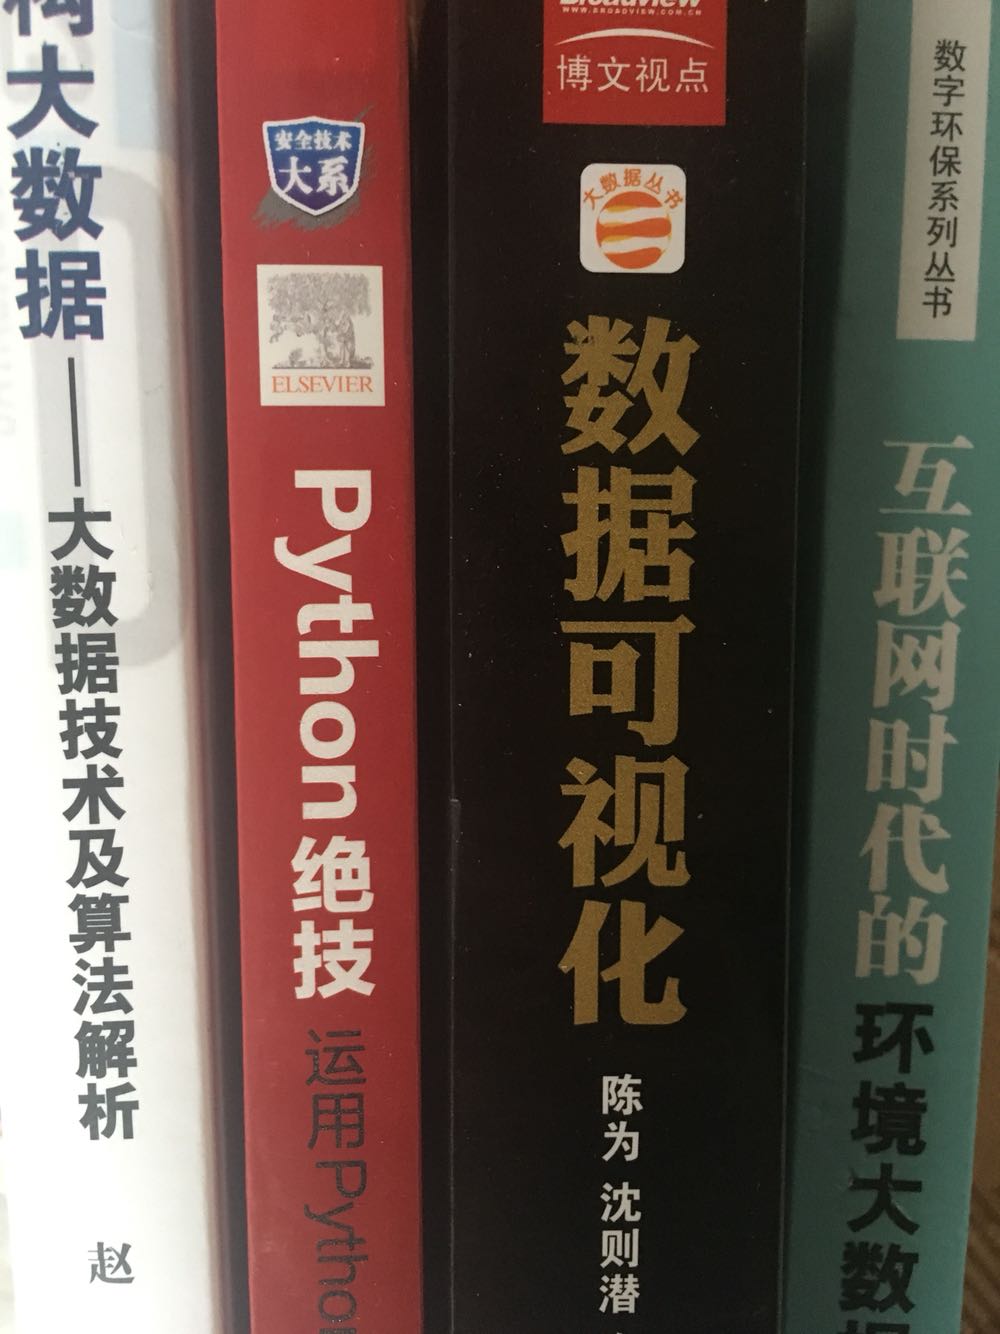 构大数据——大数据技术及算法解析
赵
安全技术
大系
ELSEVIER
Python绝技
运用Python
Broadview
WWW.BROADVIEW.COM.CN
博文视点
大数据丛书
数据可视化
陈为 沈则潜
数字环保系列丛书
互联网时代的
环境大数据